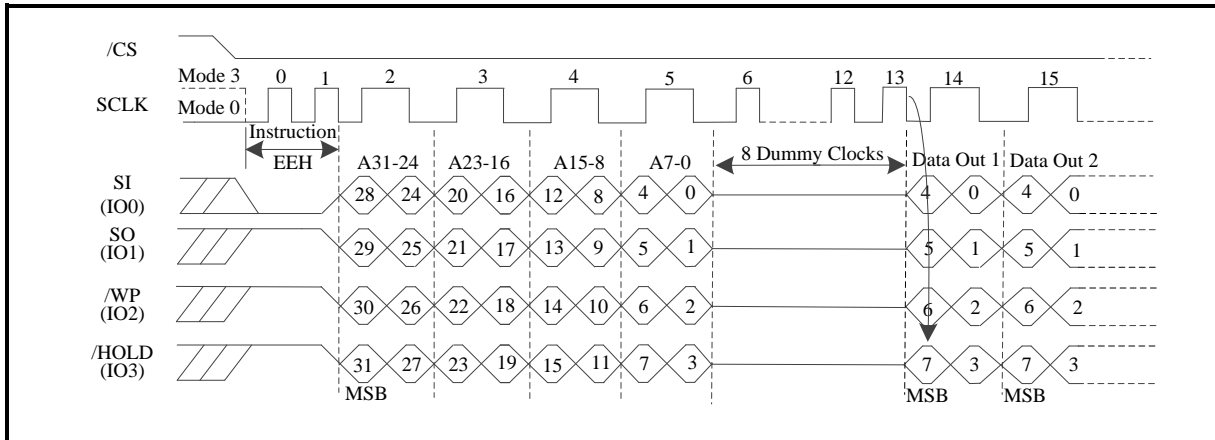 /CS
Mode 3 0 1 2 3 4 5 6 12 13 14 15
SCLK Mode 0
Instruction
EEH A31-24 A23-16 A15-8 A7-0 8 Dummy Clocks Data Out 1 Data Out 2
SI
(IO0) 28 24 20 16 12 8 4 0 4 0 4 0
SO
(IO1) 29 25 21 17 13 9 5 1 5 1 5 1
/WP
(IO2) 30 26 22 18 14 10 6 2 6 2 6 2
/HOLD
(IO3) 31 27 23 19 15 11 7 3 7 3 7 3
MSB MSB MSB